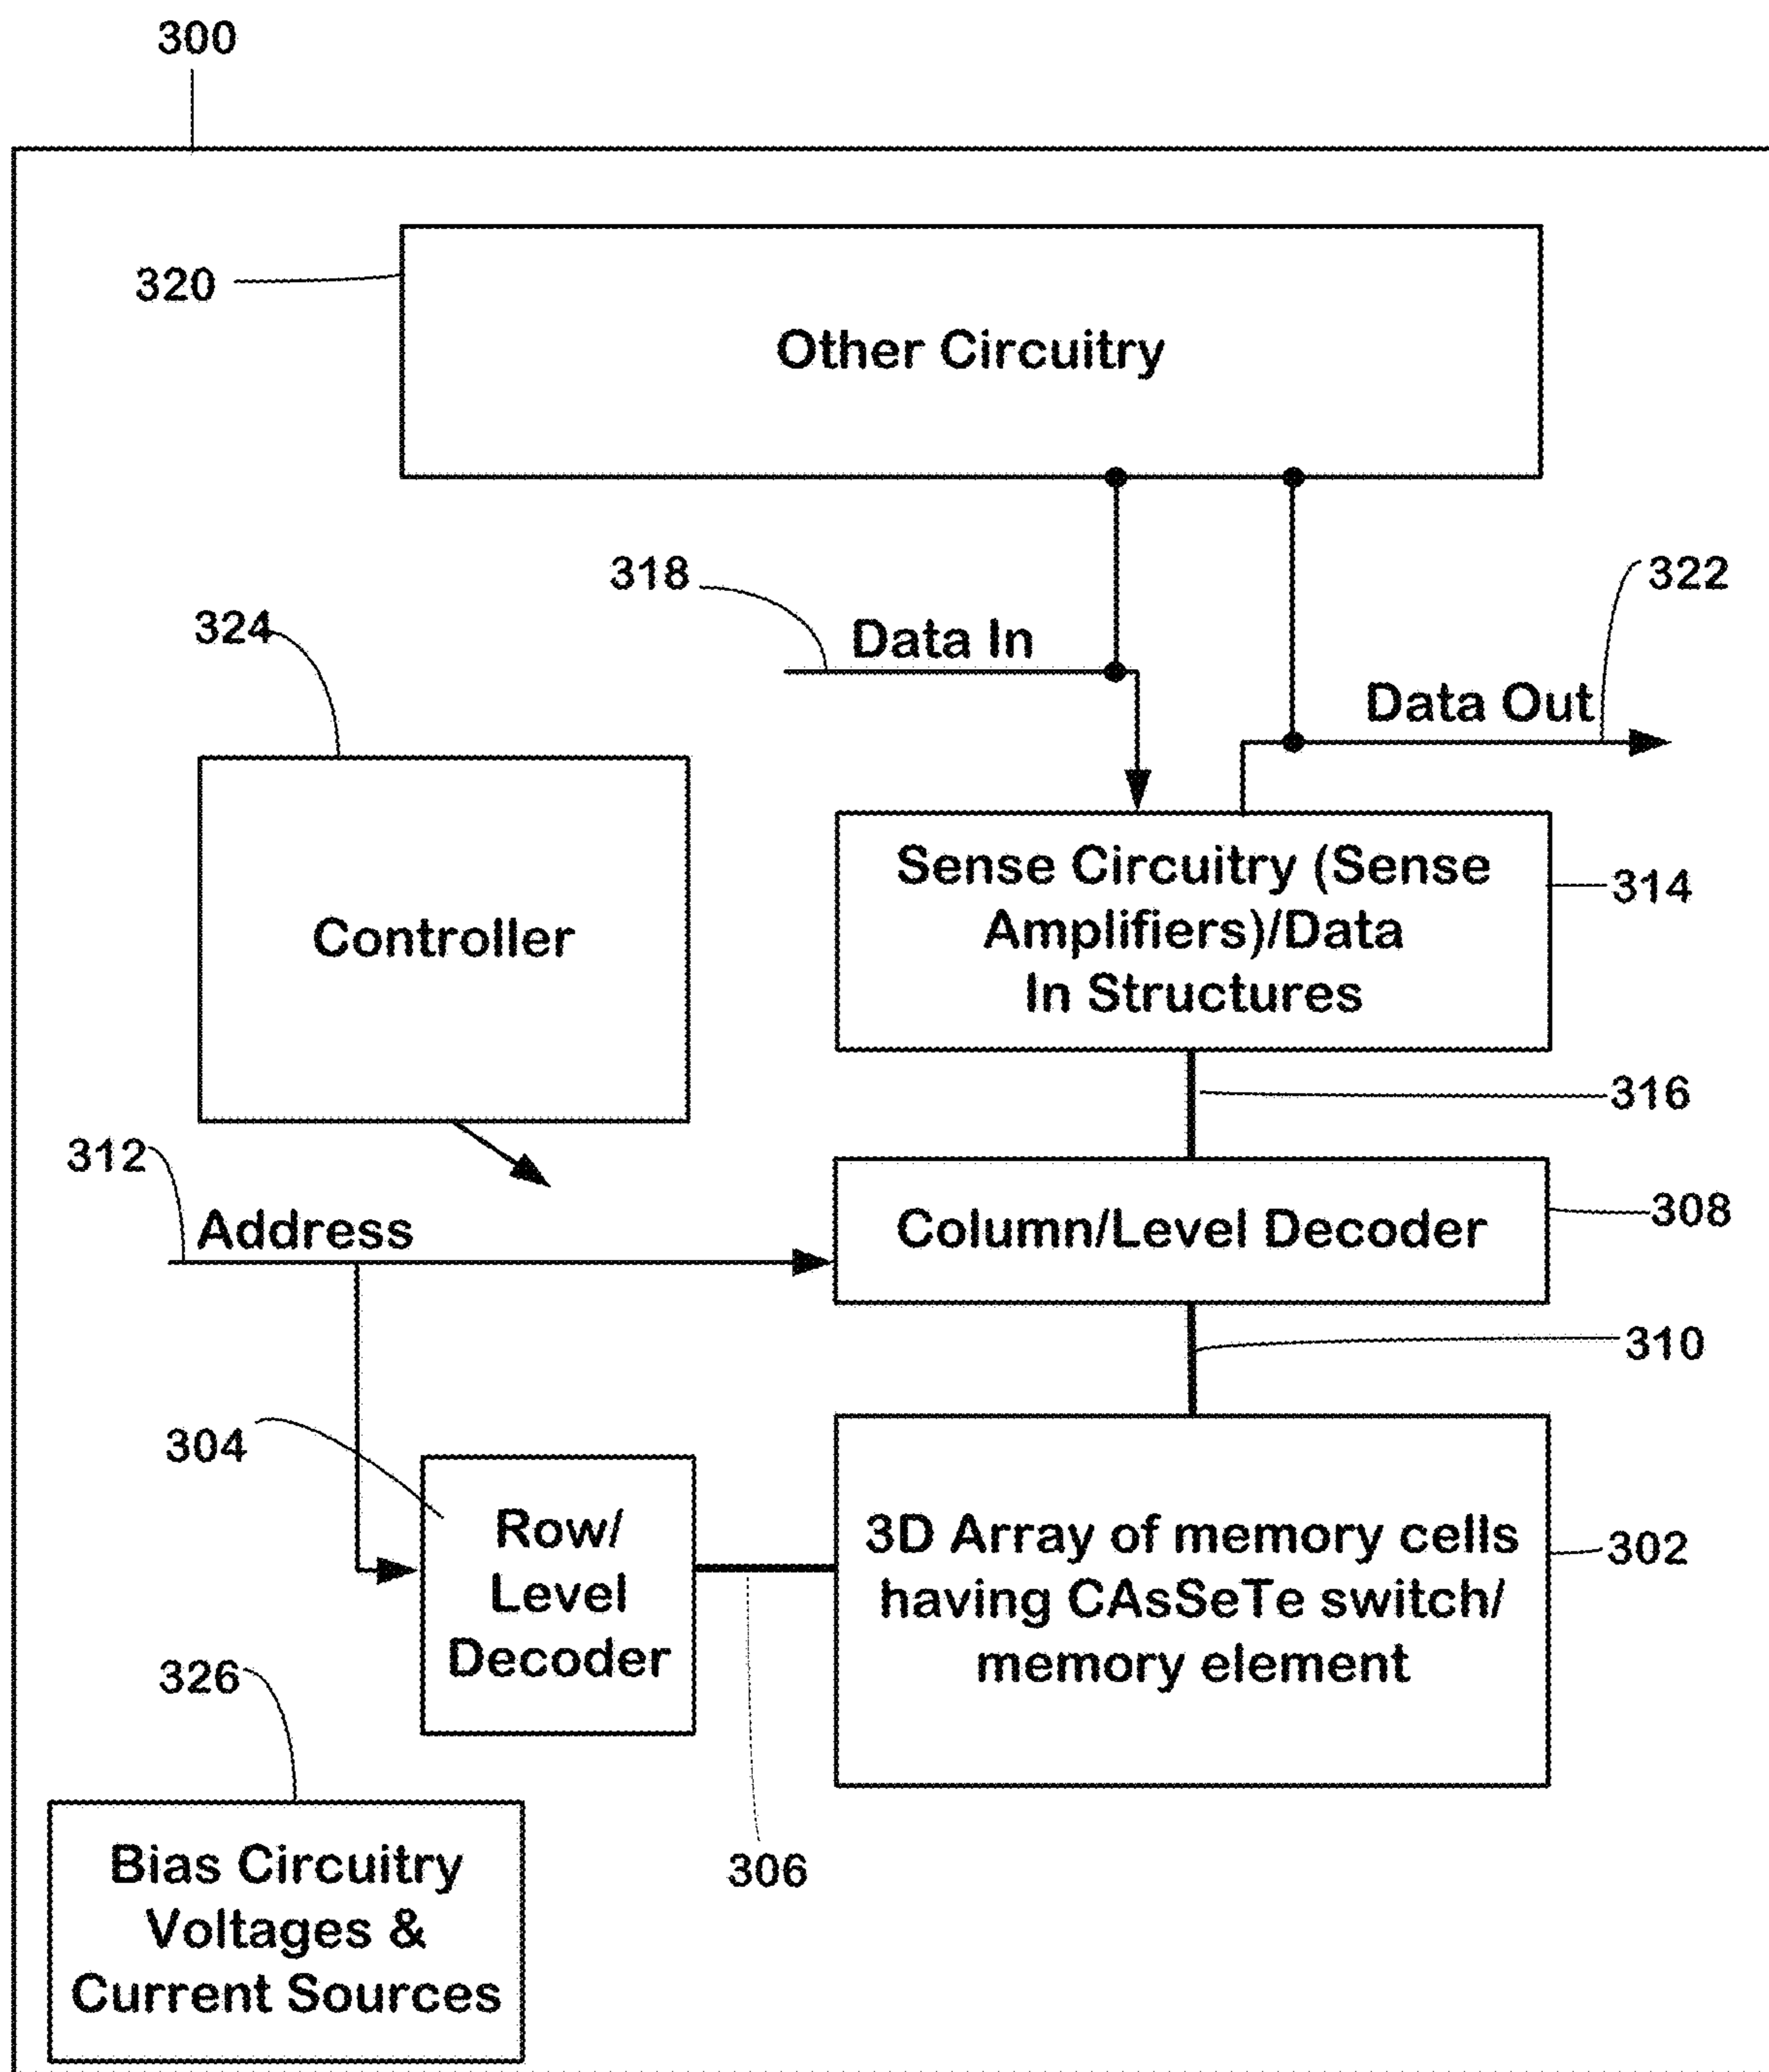 300
320
Other Circuitry
318
322
324
Data In
Data Out
Controller
Sense Circuitry (Sense
Amplifiers)/Data
In Structures
314
316
312
Address
Column/Level Decoder
308
310
304
Row/
Level
Decoder
3D Array of memory cells
having CAsSeTe switch/
memory element
302
326
306
Bias Circuitry
Voltages &
Current Sources